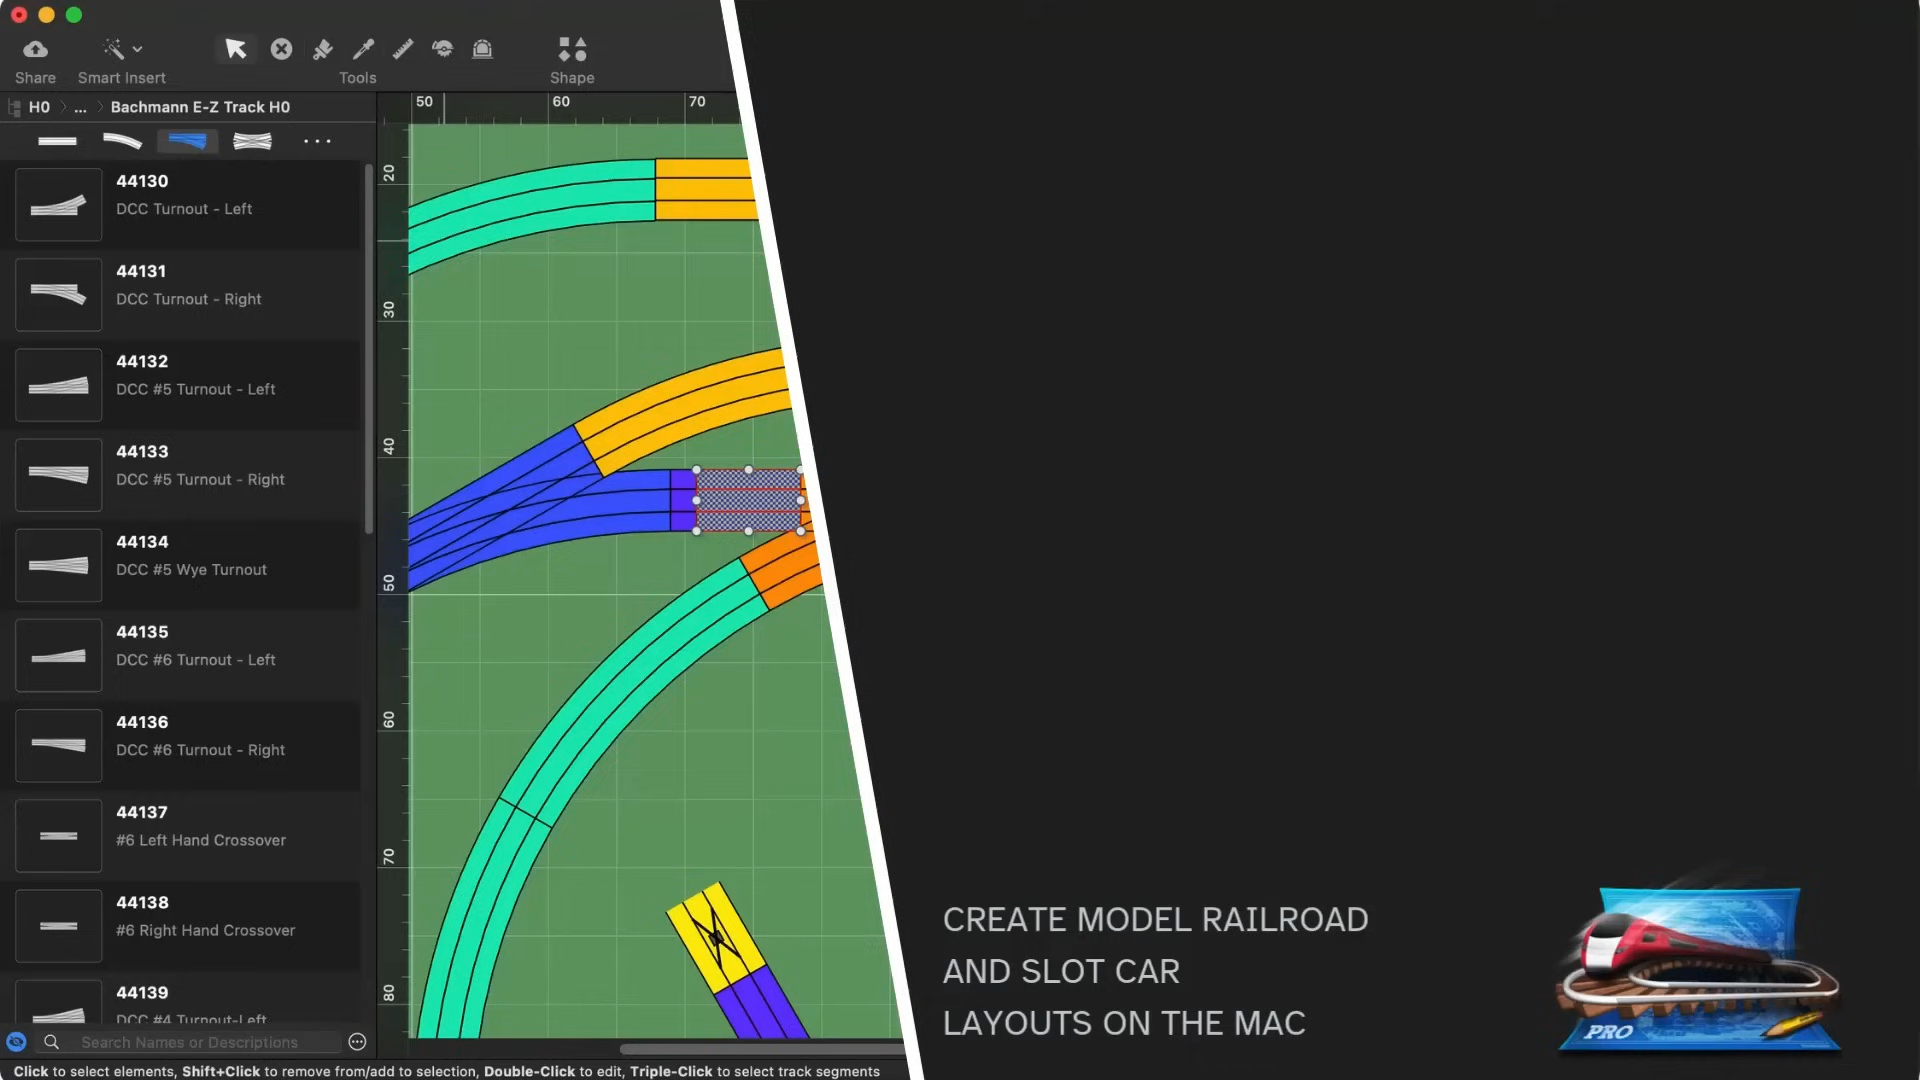 Share
Smart Insert
Tools
Shape
H0 ... Bachmann E-Z Track H0
50
60
70
20
30
40
50
60
70
80
44130
DCC Turnout - Left
44131
DCC Turnout - Right
44132
DCC #5 Turnout - Left
44133
DCC #5 Turnout - Right
44134
DCC #5 Wye Turnout
44135
DCC #6 Turnout - Left
44136
DCC #6 Turnout - Right
44137
#6 Left Hand Crossover
44138
#6 Right Hand Crossover
44139
DCC #4 Turnout-Left
Search Names or Descriptions
Click to select elements, Shift+Click to remove from/add to selection, Double-Click to edit, Triple-Click to select track segments
CREATE MODEL RAILROAD
AND SLOT CAR
LAYOUTS ON THE MAC
PRO